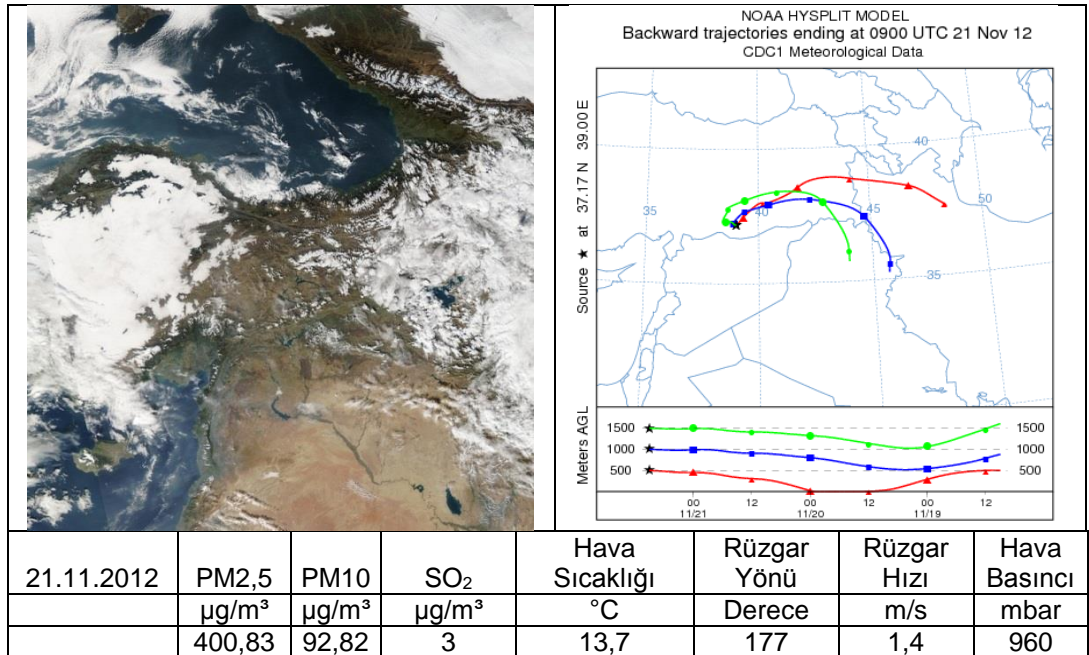 NOAA HYSPLIT MODEL
Backward trajectories ending at 0900 UTC 21 Nov 12
CDC1 Meteorological Data
Source ★ at 37.17 N 39.00 E
40
35
40
45
50
35
Meters AGL
1500 1500
1000 1000
500 500
00 12 00 12 00 12
11/21 11/20 11/19
21.11.2012 PM2,5 PM10 SO₂ Hava Sıcaklığı Rüzgar Yönü Rüzgar Hızı Hava Basıncı
µg/m³ µg/m³ µg/m³ °C Derece m/s mbar
400,83 92,82 3 13,7 177 1,4 960